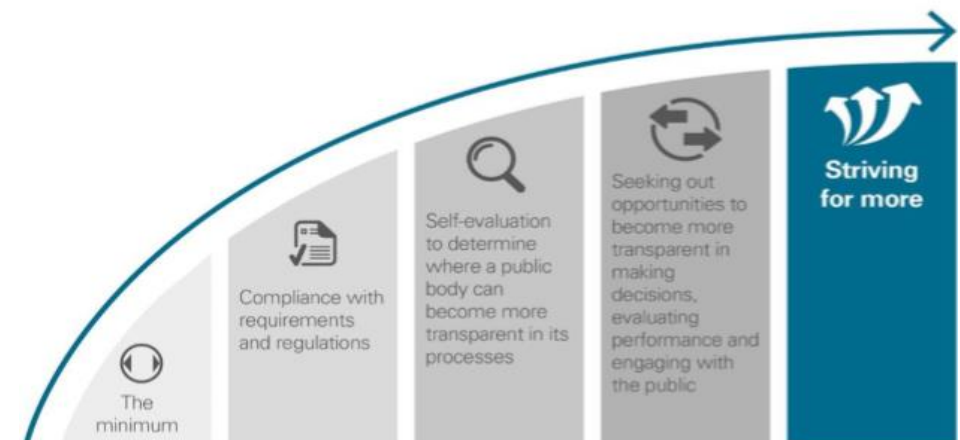 The
minimum
Compliance with
requirements
and regulations
Self-evaluation
to determine
where a public
body can
become more
transparent in its
processes
Seeking out
opportunities to
become more
transparent in
making
decisions,
evaluating
performance and
engaging with
the public
Striving
for more